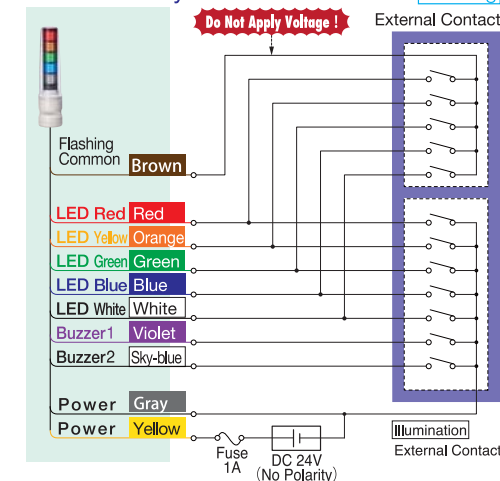 Do Not Apply Voltage !
External Contact
Flashing
Common
Brown
LED Red Red
LED Yellow Orange
LED Green Green
LED Blue Blue
LED White White
Buzzer1 Violet
Buzzer2 Sky-blue
Power Gray
Power Yellow
Fuse
1A
DC 24V
(No Polarity)
Illumination
External Contact